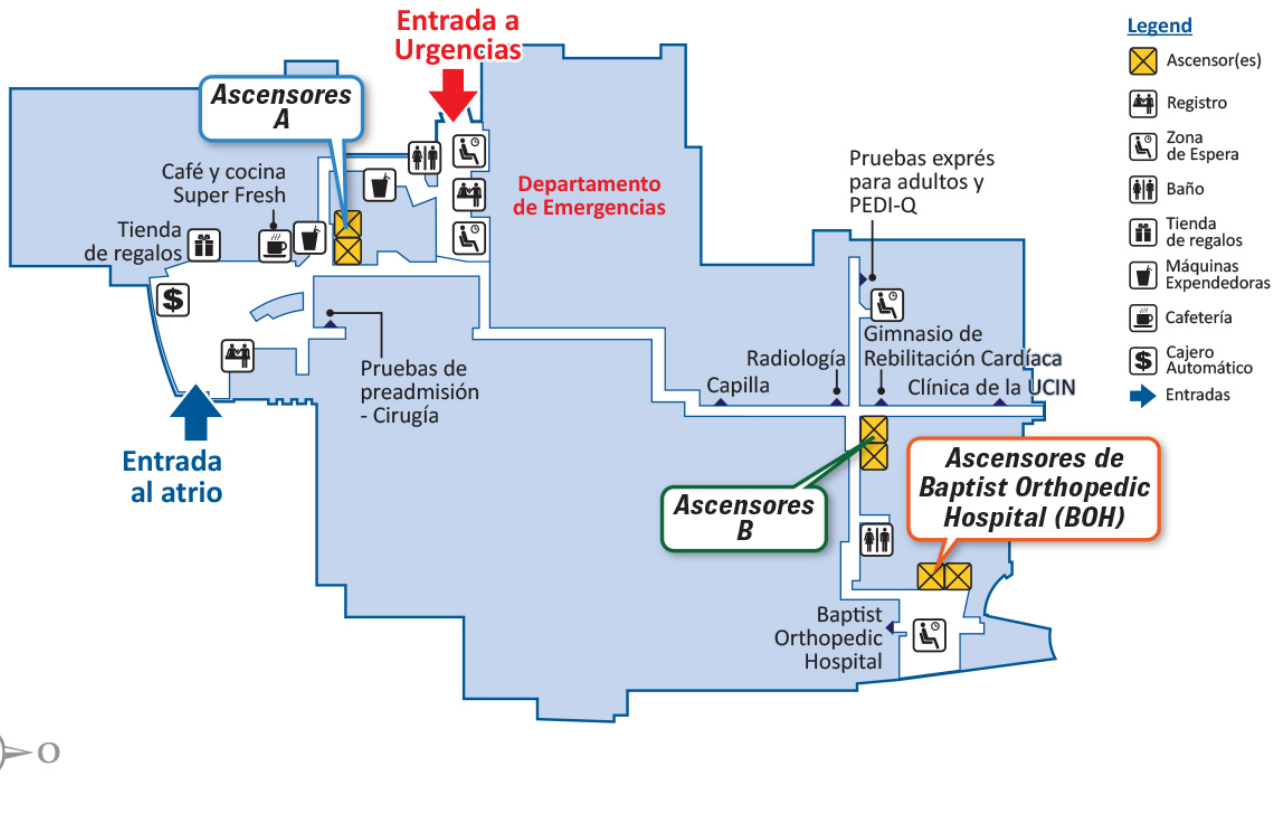 Entrada a
Urgencias
Ascensores
A
Café y cocina
Super Fresh
Tienda
de regalos
$
Departamento
de Emergencias
Pruebas exprés
para adultos y
PEDI-Q
Gimnasio de
Rebilitación Cardíaca
Radiología
Capilla
Clínica de la UCIN
Pruebas de
preadmisión
- Cirugía
Entrada
al atrio
Ascensores
B
Ascensores de
Baptist Orthopedic
Hospital (BOH)
Baptist
Orthopedic
Hospital
O
Legend
Ascensor(es)
Registro
Zona
de Espera
Baño
Tienda
de regalos
Máquinas
Expendedoras
Cafetería
$
Cajero
Automático
Entradas